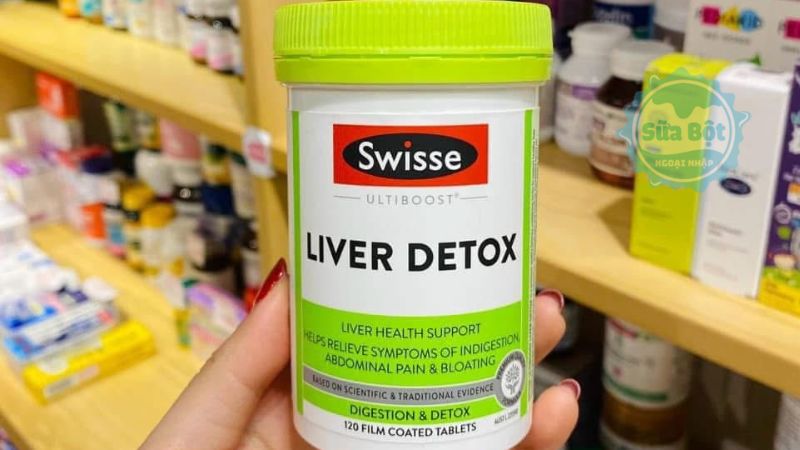 Swisse
ULTIBOOST®
LIVER DETOX
LIVER HEALTH SUPPORT
HELPS RELIEVE SYMPTOMS OF INDIGESTION,
ABDOMINAL PAIN & BLOATING
BASED ON SCIENTIFIC & TRADITIONAL EVIDENCE
DIGESTION & DETOX
120 FILM COATED TABLETS
Sữa Bột
NGOẠI NHẬP